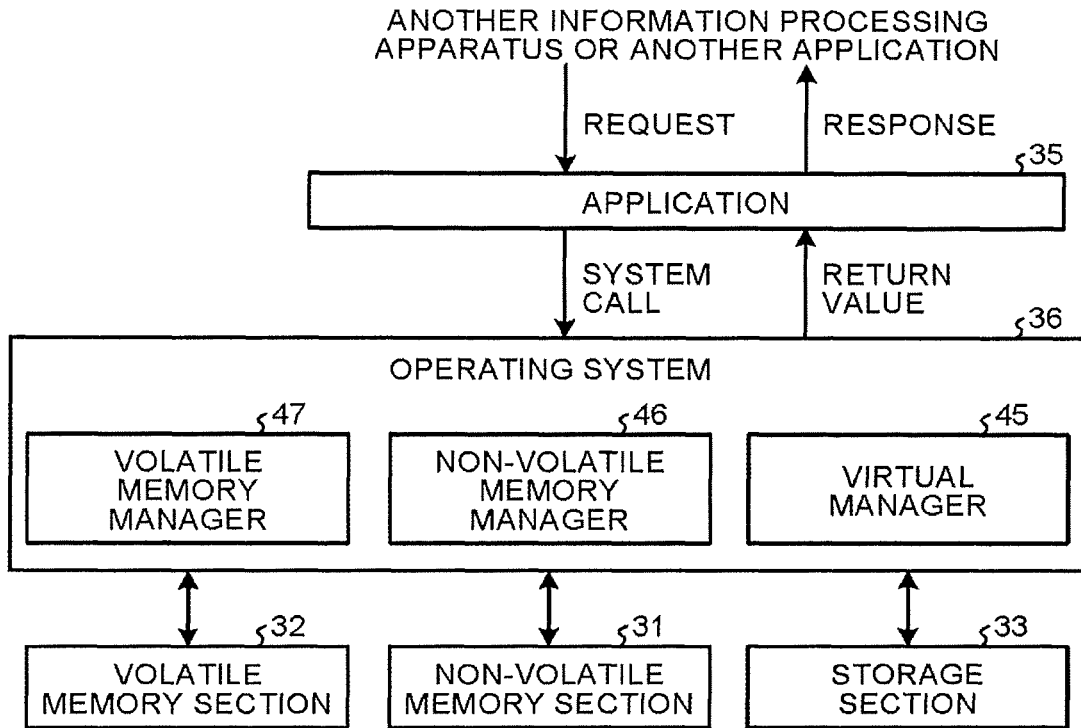 ANOTHER INFORMATION PROCESSING
APPARATUS OR ANOTHER APPLICATION
REQUEST
RESPONSE
35
APPLICATION
SYSTEM
CALL
RETURN
VALUE
36
OPERATING SYSTEM
47
VOLATILE
MEMORY
MANAGER
46
NON-VOLATILE
MEMORY
MANAGER
45
VIRTUAL
MANAGER
32
VOLATILE
MEMORY SECTION
31
NON-VOLATILE
MEMORY SECTION
33
STORAGE
SECTION